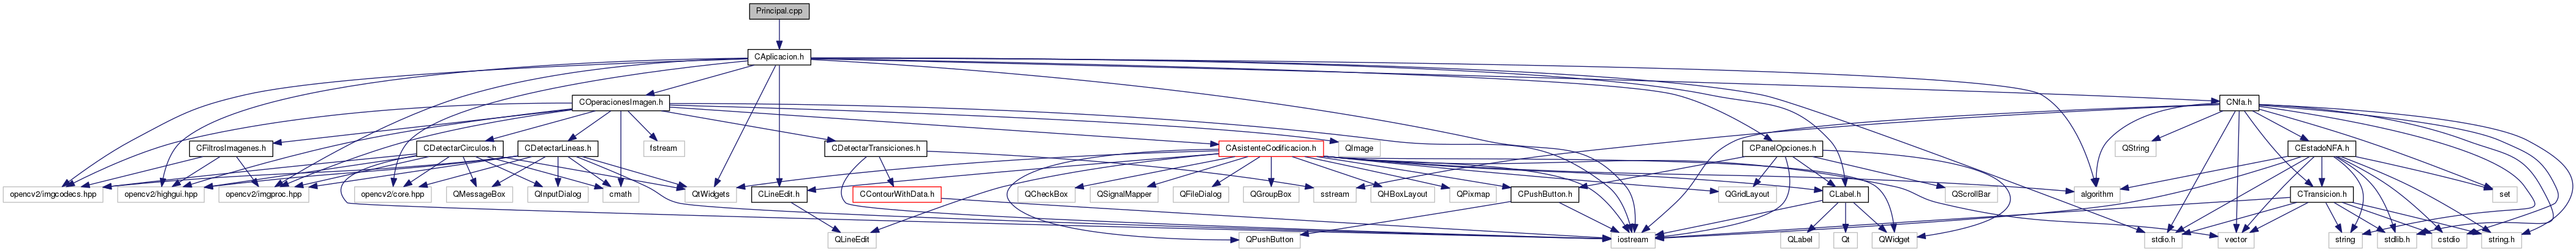 Principal.cpp
CAplicacion.h
COperacionesImagen.h
CNfa.h
CFiltrosImagenes.h
CDetectarCirculos.h
CDetectarLineas.h
fstream
CDetectarTransiciones.h
CAsistenteCodificacion.h
QImage
CPanelOpciones.h
QString
CEstadoNFA.h
opencv2/imgcodecs.hpp
opencv2/highgui.hpp
opencv2/imgproc.hpp
opencv2/core.hpp
QMessageBox
QInputDialog
cmath
QtWidgets
CLineEdit.h
CContourWithData.h
QCheckBox
QSignalMapper
QFileDialog
QGroupBox
sstream
QHBoxLayout
QPixmap
CPushButton.h
QGridLayout
CLabel.h
QScrollBar
algorithm
CTransicion.h
set
QLineEdit
QPushButton
iostream
QLabel
Qt
QWidget
stdio.h
vector
string
stdlib.h
cstdio
string.h